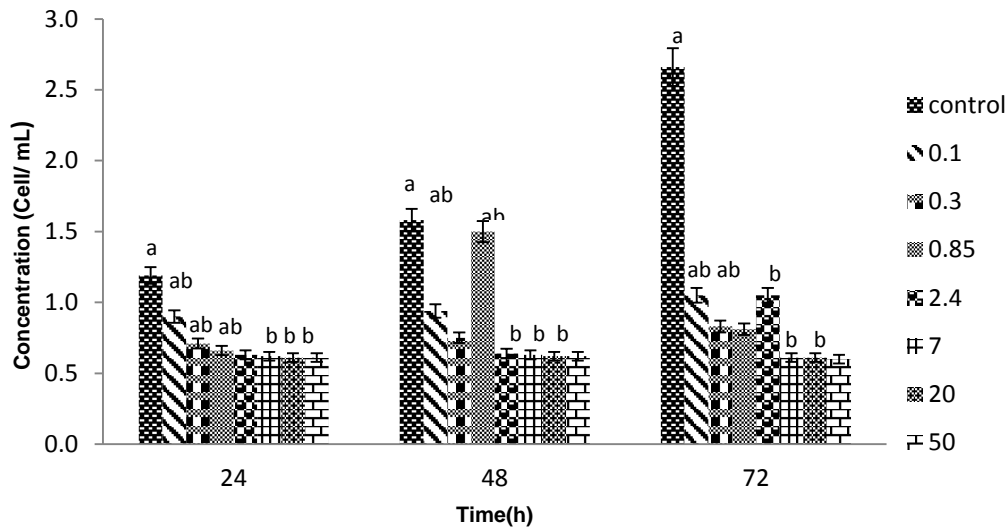 3.0
2.5
2.0
1.5
1.0
0.5
0.0
Concentration (Cell/ mL)
a
ab
ab ab
b b b
a
ab
ab
b b b
a
ab ab
b
b b
24
48
72
Time(h)
control
0.1
0.3
0.85
2.4
7
20
50